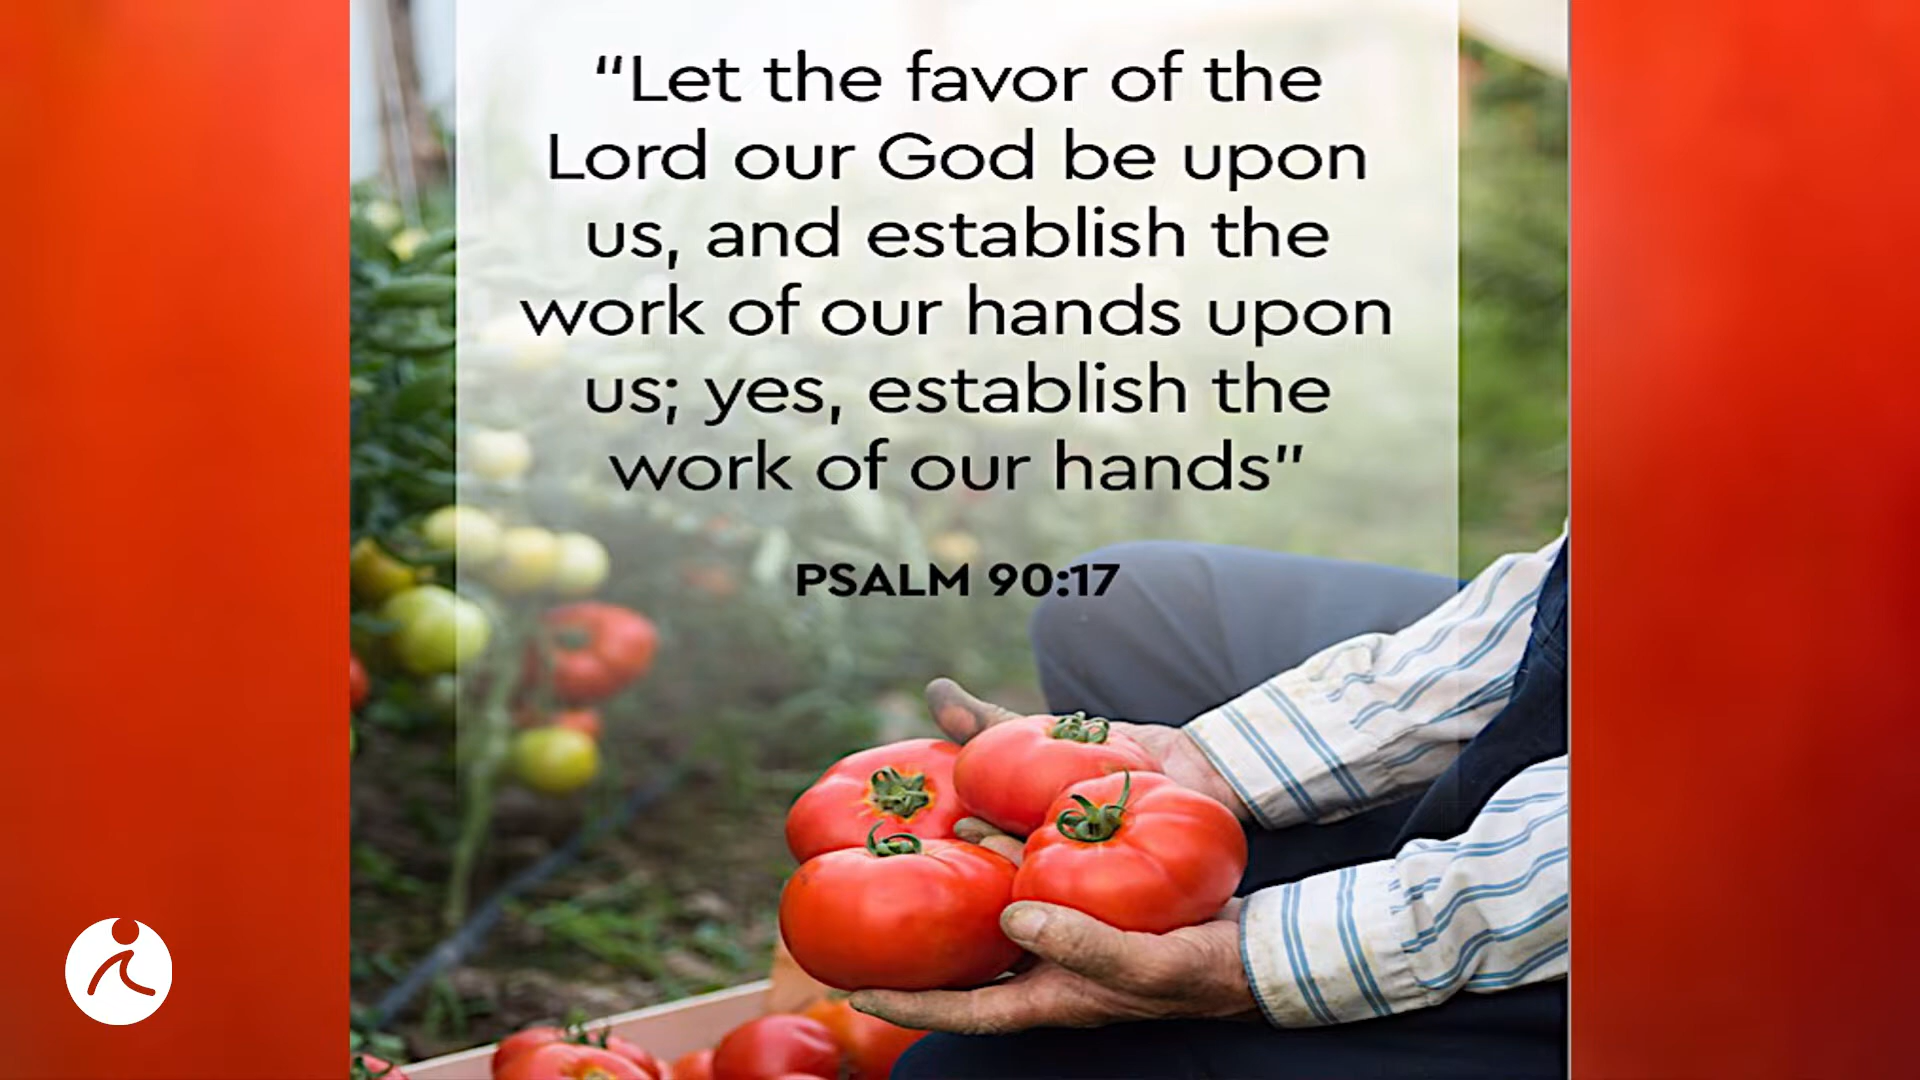 “Let the favor of the
Lord our God be upon
us, and establish the
work of our hands upon
us; yes, establish the
work of our hands”
PSALM 90:17